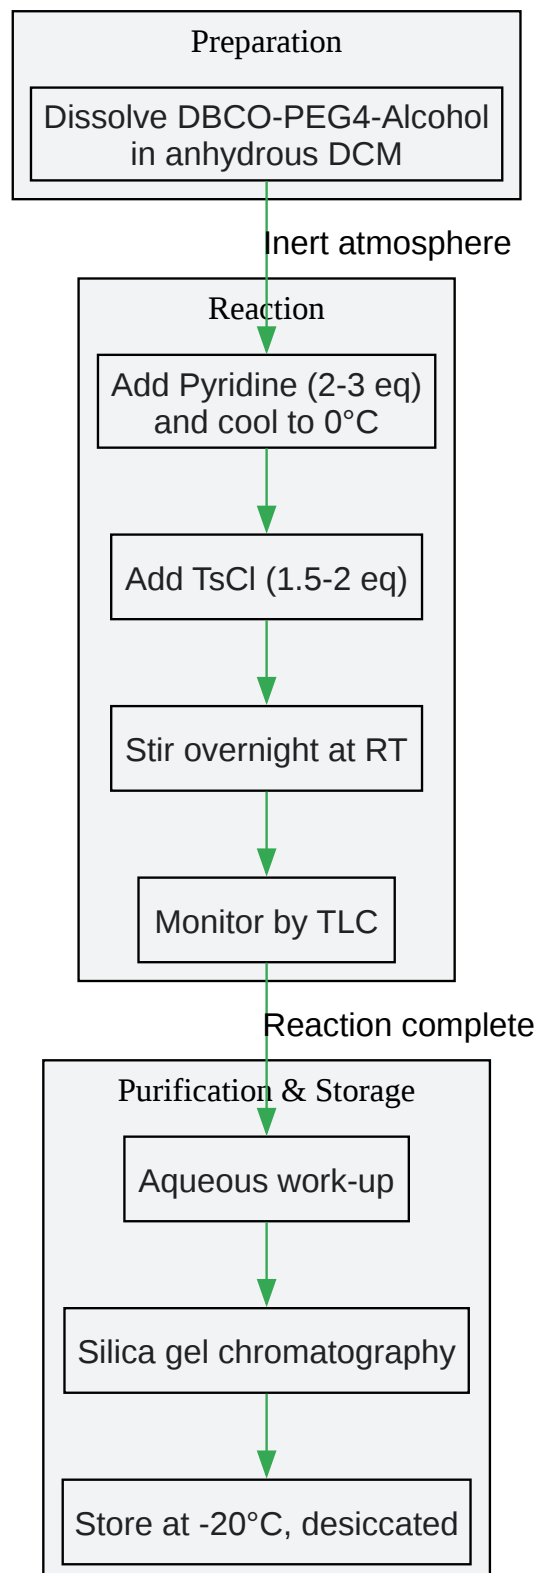 Preparation
Dissolve DBCO-PEG4-Alcohol
in anhydrous DCM
Inert atmosphere
Reaction
Add Pyridine (2-3 eq)
and cool to 0°C
Add TsCl (1.5-2 eq)
Stir overnight at RT
Monitor by TLC
Reaction complete
Purification & Storage
Aqueous work-up
Silica gel chromatography
Store at -20°C, desiccated